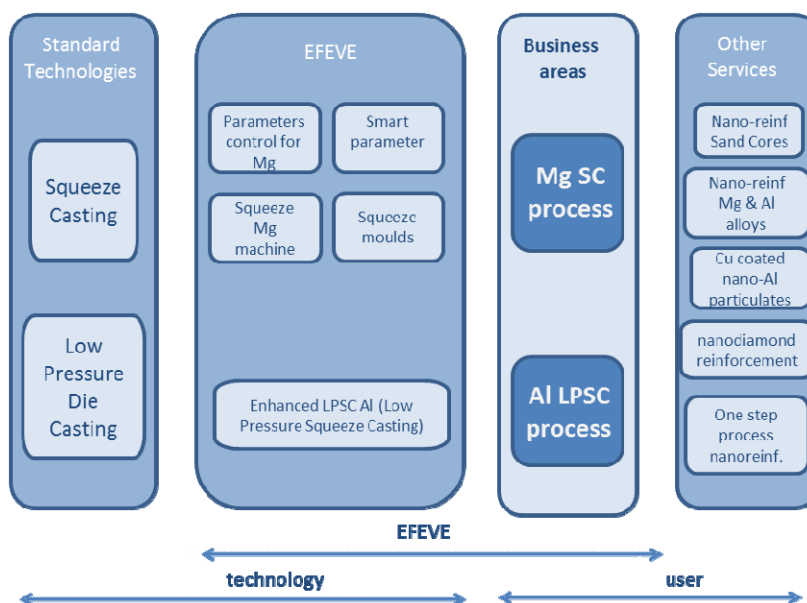 Standard
Technologies
Squeeze
Casting
Low
Pressure
Die
Casting
EFEVE
Parameters
control for
Mg
Smart
parameter
Squeeze
Mg
machine
Squeeze
moulds
Enhanced LPSC Al (Low
Pressure Squeeze Casting)
Business
areas
Mg SC
process
Al LPSC
process
Other
Services
Nano-reinf
Sand Cores
Nano-reinf
Mg & Al
alloys
Cu coated
nano-Al
particulates
nanodiamond
reinforcement
One step
process
nanoreinf.
EFEVE
technology
user